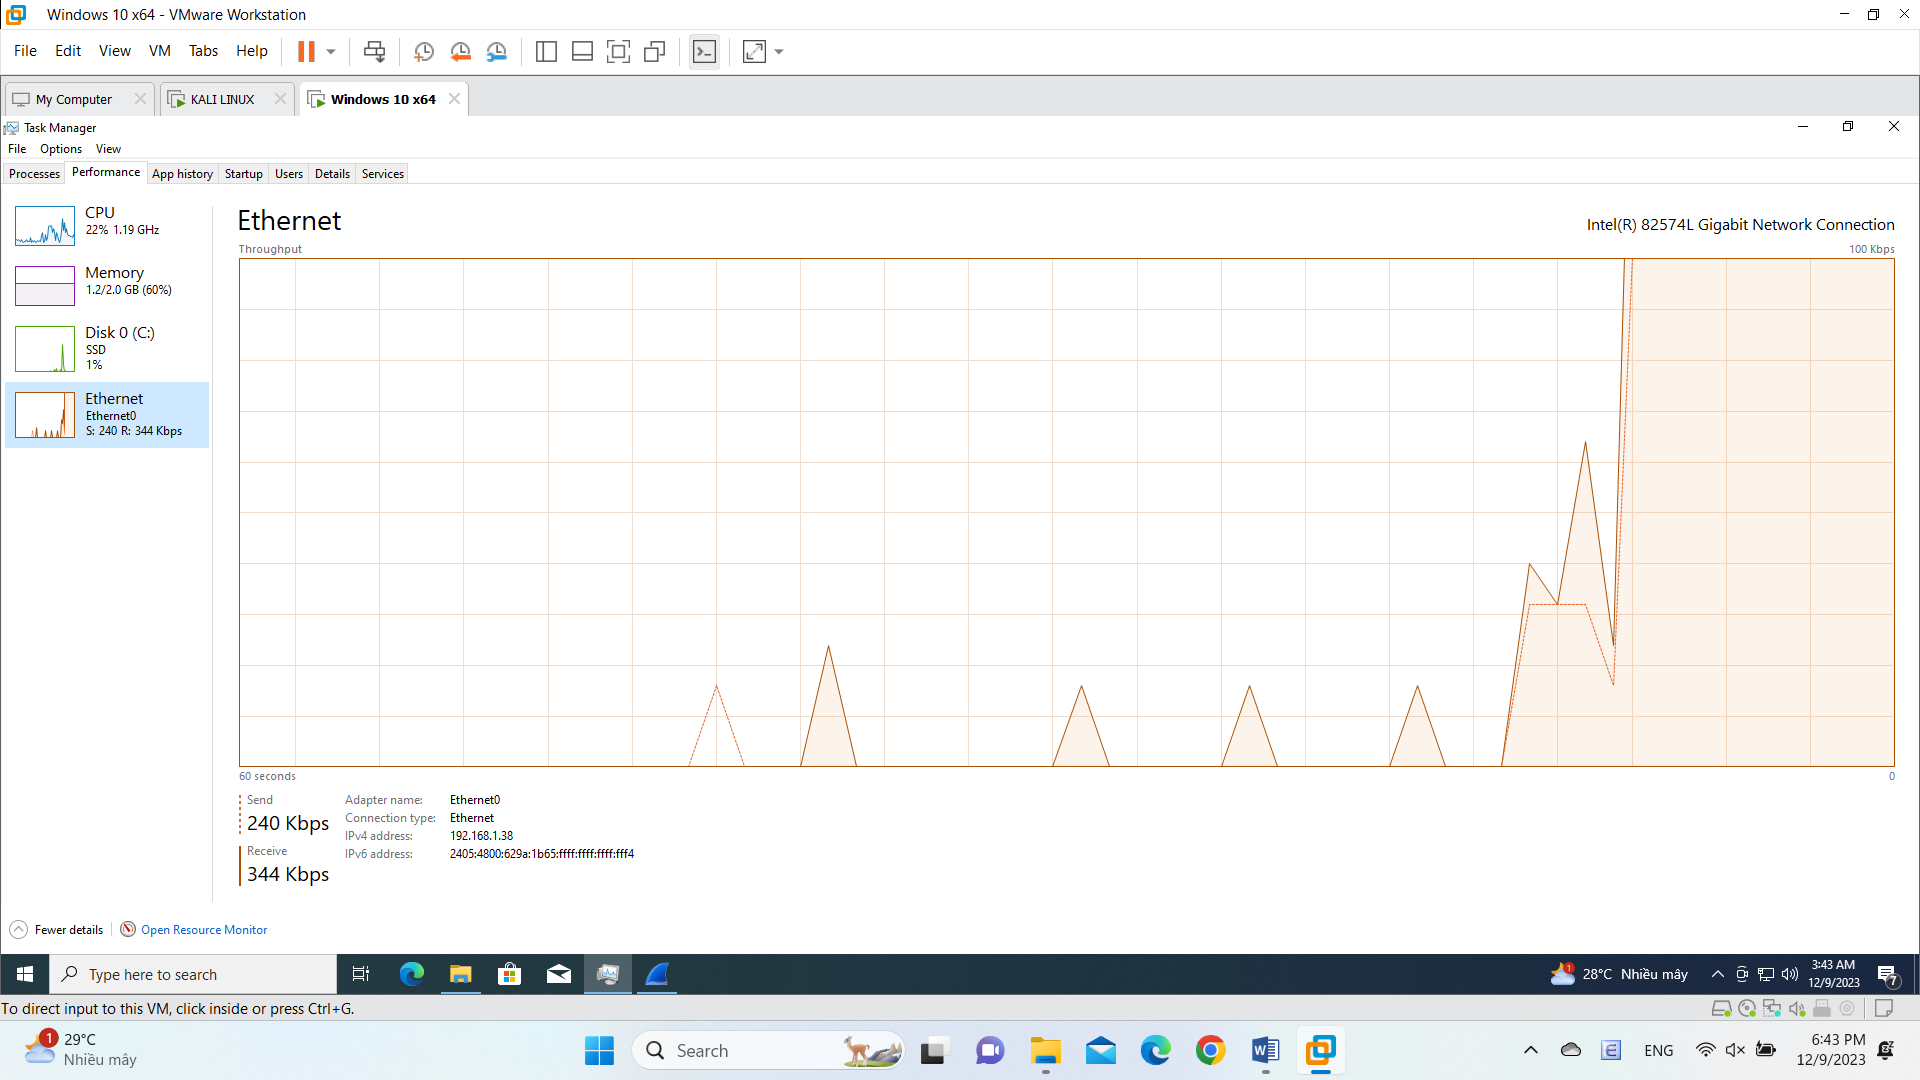 Windows 10 x64 - VMware Workstation
File Edit View VM Tabs Help
My Computer KALI LINUX Windows 10 x64
Task Manager
File Options View
Processes Performance App history Startup Users Details Services
CPU
22% 1.19 GHz
Memory
1.2/2.0 GB (60%)
Disk 0 (C:)
SSD
1%
Ethernet
Ethernet0
S: 240 R: 344 Kbps
Ethernet
Intel(R) 82574L Gigabit Network Connection
Throughput
100 Kbps
60 seconds
0
Send
240 Kbps
Receive
344 Kbps
Adapter name: Ethernet0
Connection type: Ethernet
IPv4 address: 192.168.1.38
IPv6 address: 2405:4800:629a:1b65:ffff:ffff:ffff:fff4
Fewer details Open Resource Monitor
Type here to search
1
28°C Nhiều mây
3:43 AM
12/9/2023
7
To direct input to this VM, click inside or press Ctrl+G.
1
29°C
Nhiều mây
Search
ENG
6:43 PM
12/9/2023